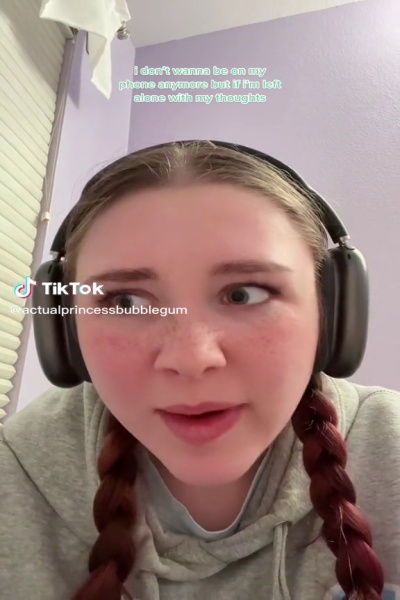 i don't wanna be on my
phone anymore but if i'm left
alone with my thoughts
TikTok
@actualprincessbubblegum